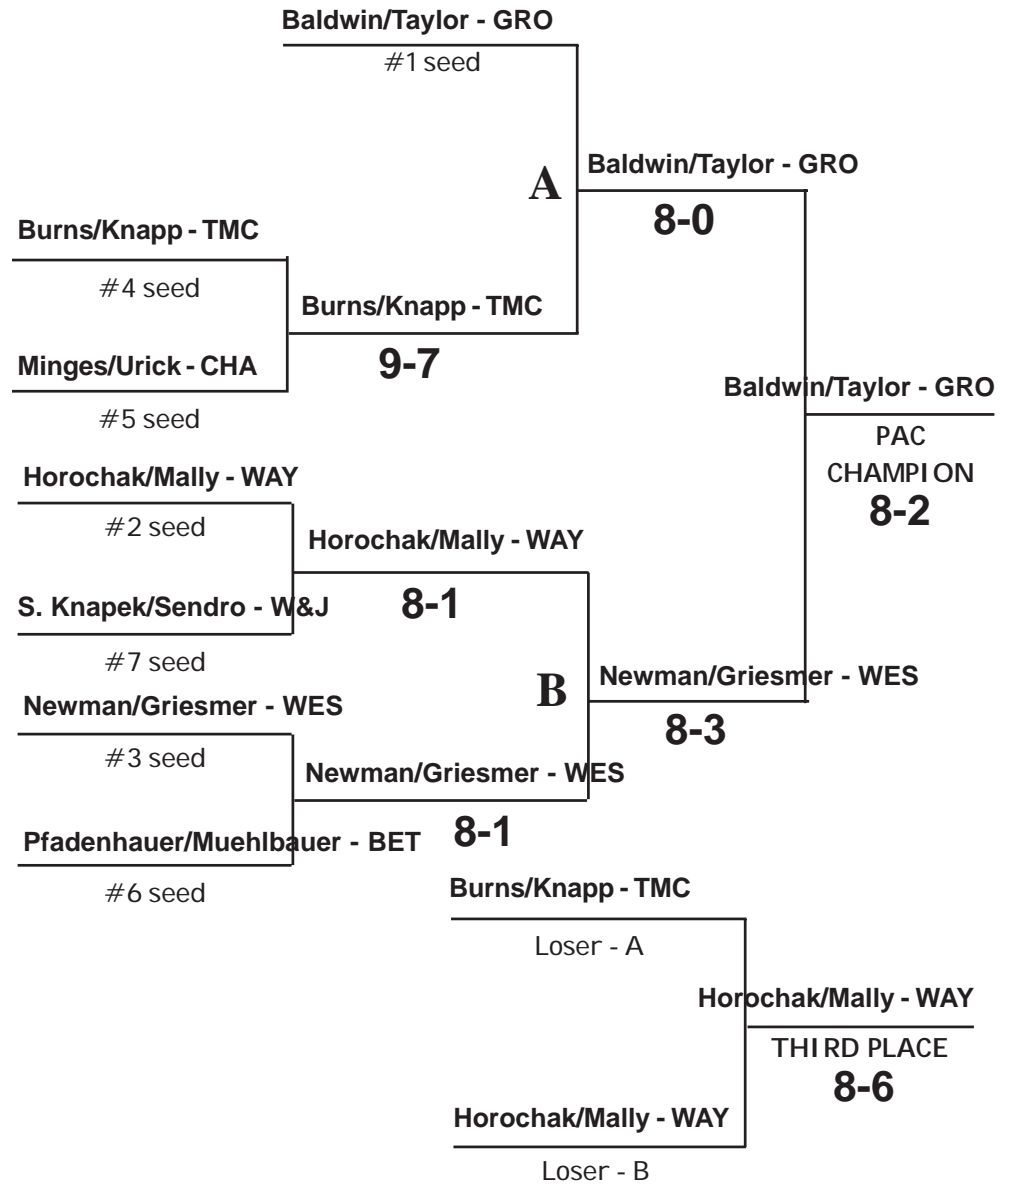 Baldwin/Taylor - GRO
#1 seed
A
Baldwin/Taylor - GRO
8-0
Burns/Knapp - TMC
#4 seed
Burns/Knapp - TMC
9-7
Minges/Urick - CHA
#5 seed
Baldwin/Taylor - GRO
PAC
CHAMPION
8-2
Horochak/Mally - WAY
#2 seed
Horochak/Mally - WAY
8-1
S. Knapek/Sendro - W&J
#7 seed
B
Newman/Griesmer - WES
8-3
Newman/Griesmer - WES
#3 seed
Newman/Griesmer - WES
8-1
Pfadenhauer/Muehlbauer - BET
#6 seed
Burns/Knapp - TMC
Loser - A
Horochak/Mally - WAY
THIRD PLACE
8-6
Horochak/Mally - WAY
Loser - B